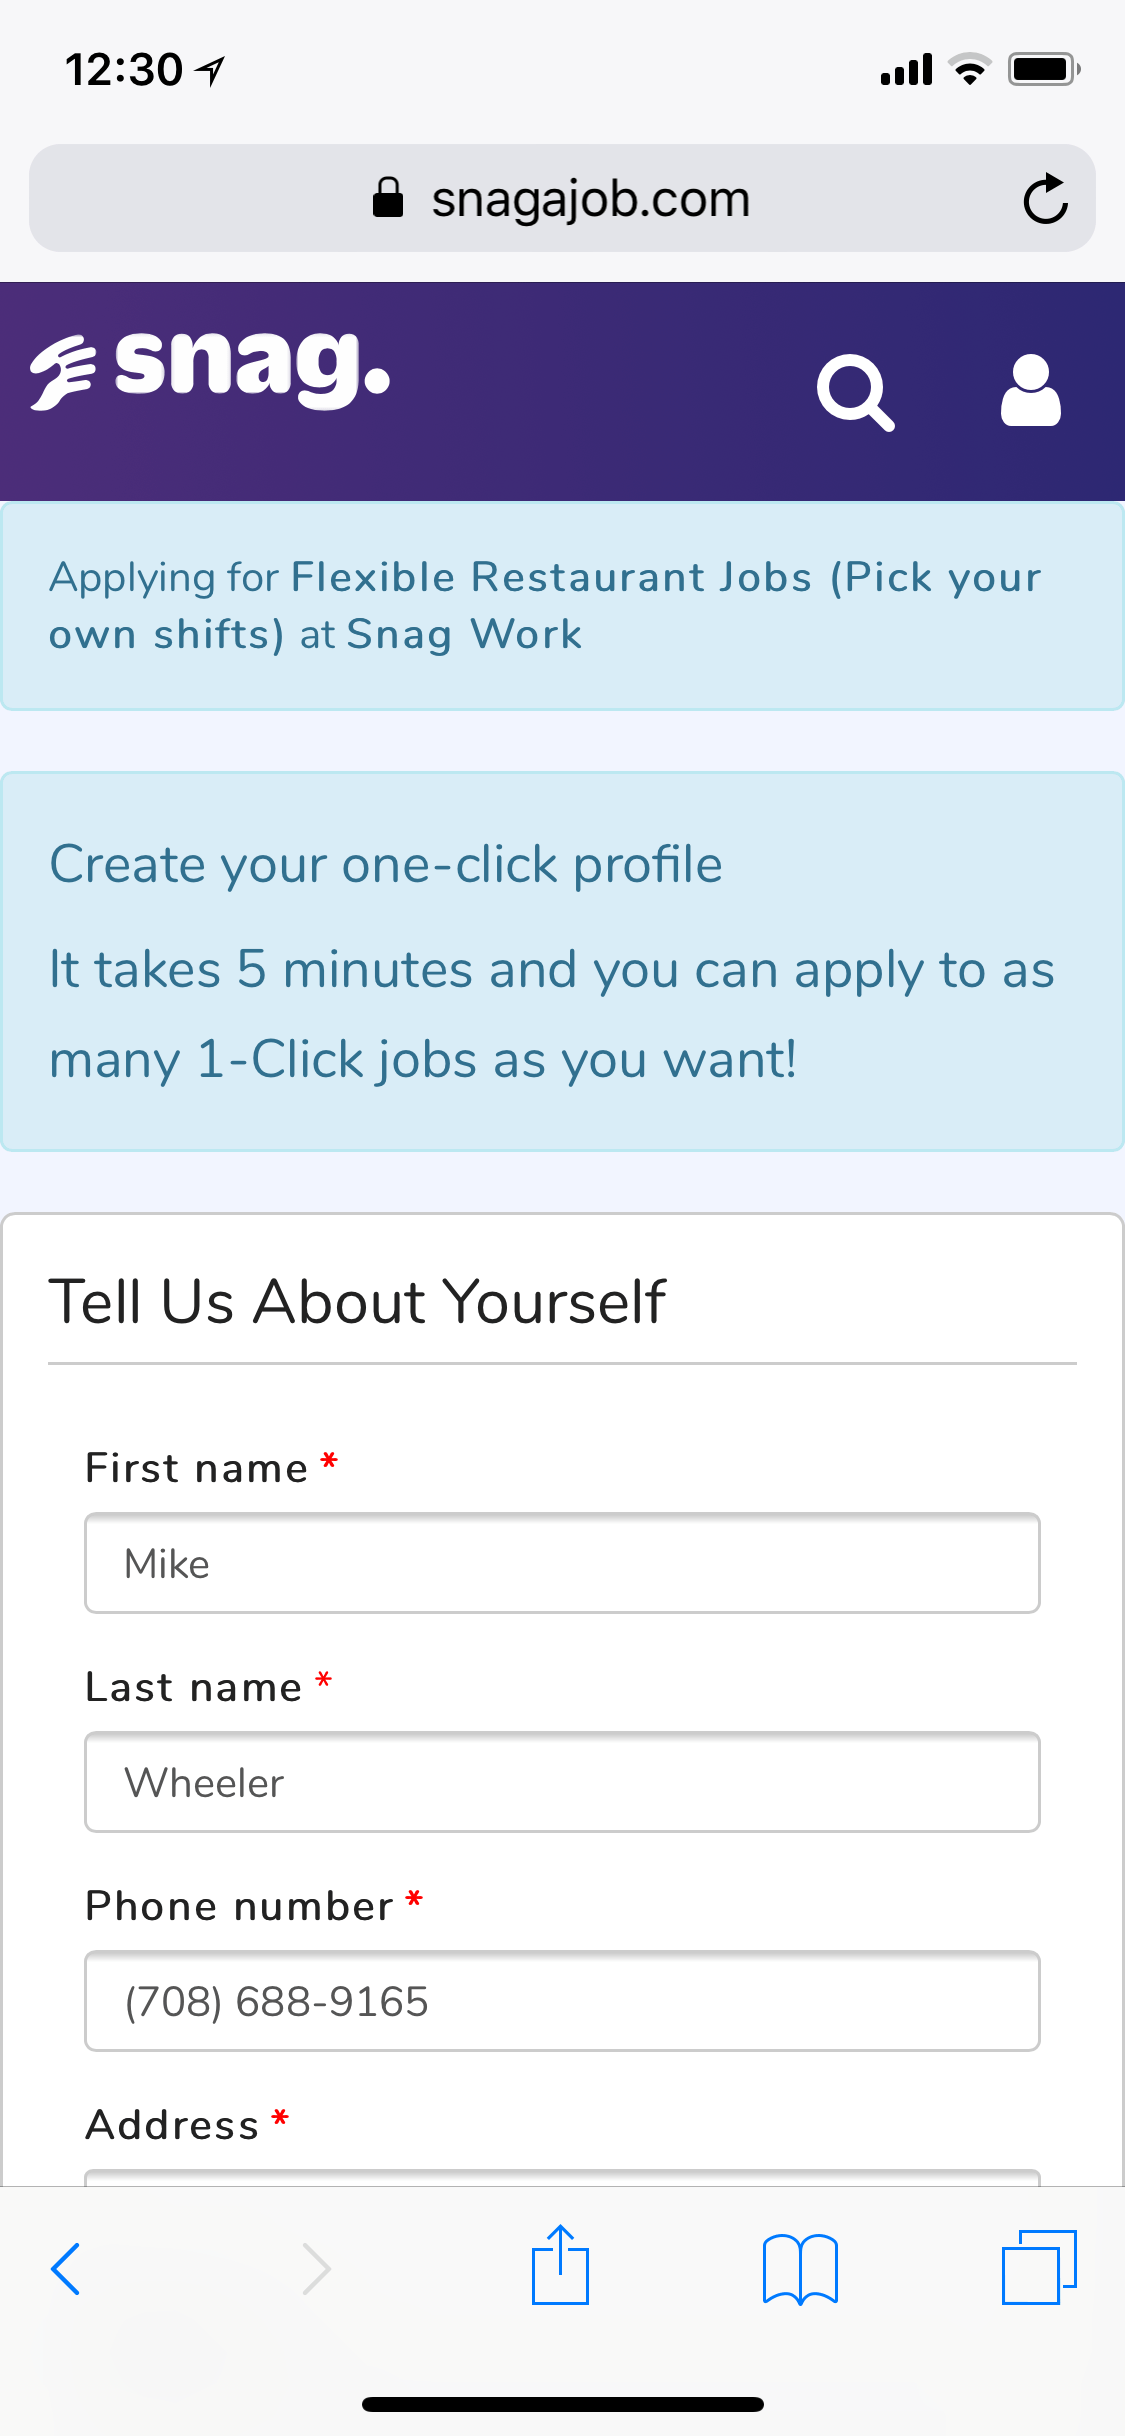 12:30
snagajob.com
snag.
Applying for Flexible Restaurant Jobs (Pick your
own shifts) at Snag Work
Create your one-click profile
It takes 5 minutes and you can apply to as
many 1-Click jobs as you want!
Tell Us About Yourself
First name *
Mike
Last name *
Wheeler
Phone number *
(708) 688-9165
Address *